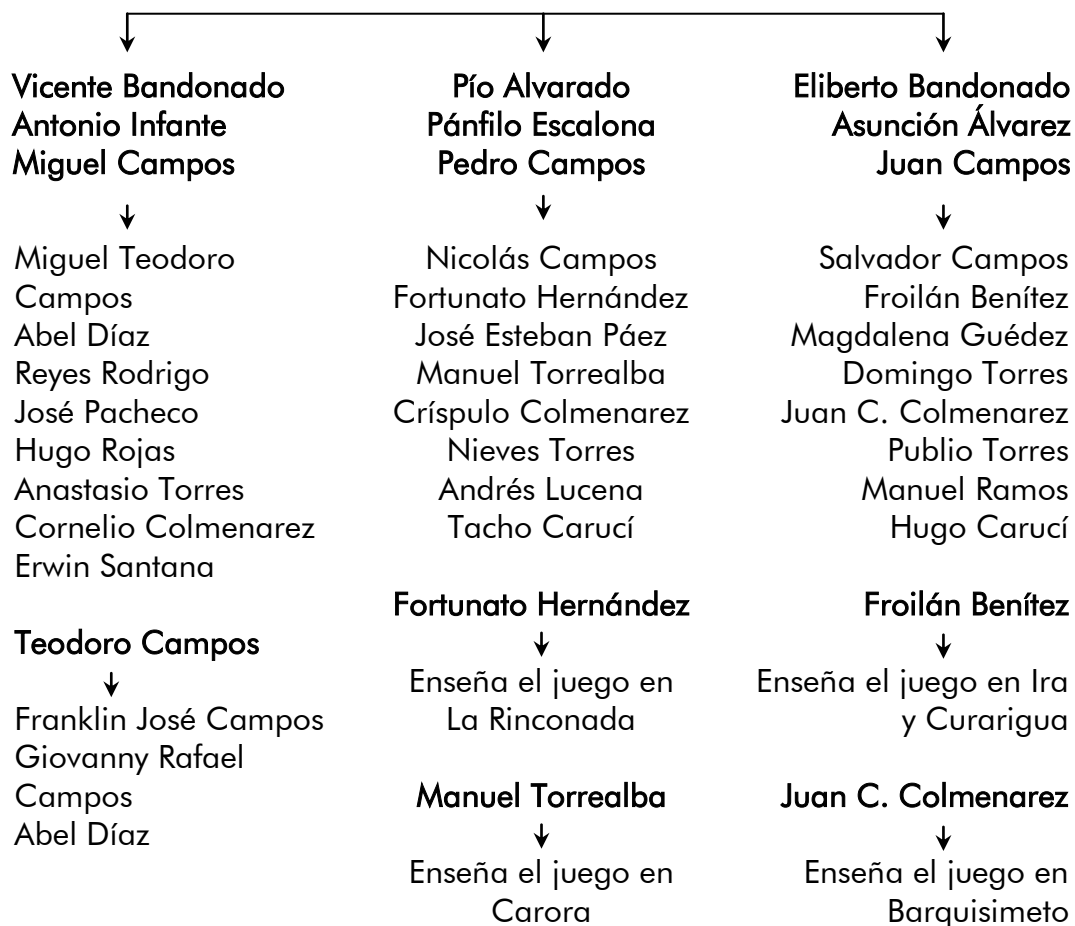 Vicente Bandonado
Antonio Infante
Miguel Campos
Miguel Teodoro
Campos
Abel Díaz
Reyes Rodrigo
José Pacheco
Hugo Rojas
Anastasio Torres
Cornelio Colmenarez
Erwin Santana
Teodoro Campos
Franklin José Campos
Giovanny Rafael
Campos
Abel Díaz
Pío Alvarado
Pánfilo Escalona
Pedro Campos
Nicolás Campos
Fortunato Hernández
José Esteban Páez
Manuel Torrealba
Críspulo Colmenarez
Nieves Torres
Andrés Lucena
Tacho Carucí
Fortunato Hernández
Enseña el juego en
La Rinconada
Manuel Torrealba
Enseña el juego en
Carora
Eliberto Bandonado
Asunción Álvarez
Juan Campos
Salvador Campos
Froilán Benítez
Magdalena Guédez
Domingo Torres
Juan C. Colmenarez
Publio Torres
Manuel Ramos
Hugo Carucí
Froilán Benítez
Enseña el juego en Ira
y Curarigua
Juan C. Colmenarez
Enseña el juego en
Barquisimeto